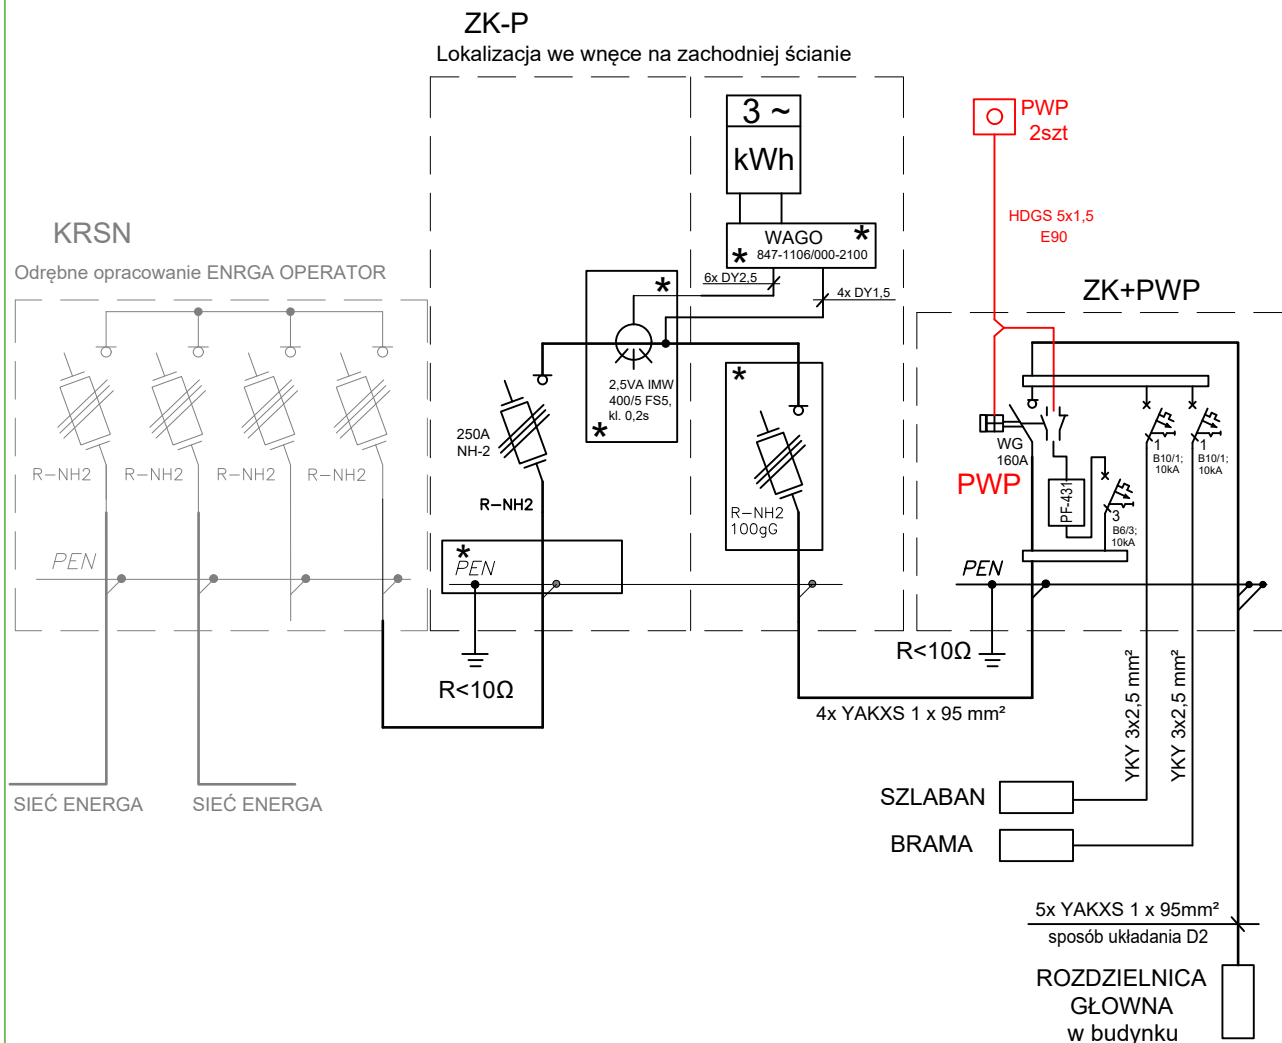 ZK-P
Lokalizacja we wnęce na zachodniej ścianie
3 ~
kWh
WAGO
847-1106/000-2100
*
*
6x DY2,5
4x DY1,5
PWP
2szt
HDGS 5x1,5
E90
KRSN
Odrębne opracowanie ENRGA OPERATOR
R-NH2
R-NH2
R-NH2
R-NH2
PEN
SIEĆ ENERGA
SIEĆ ENERGA
*
2,5VA IMW
400/5 FS5,
kl. 0,2s
*
250A
NH-2
R-NH2
*
PEN
R<10Ω
*
R-NH2
100gG
4x YAKXS 1 x 95 mm²
ZK+PWP
WG
160A
PWP
PF-431
3
B6/3;
10kA
1
B10/1;
10kA
1
B10/1;
10kA
PEN
R<10Ω
YKY 3x2,5 mm²
YKY 3x2,5 mm²
SZLABAN
BRAMA
5x YAKXS 1 x 95mm²
sposób układania D2
ROZDZIELNICA
GŁOWNA
w budynku